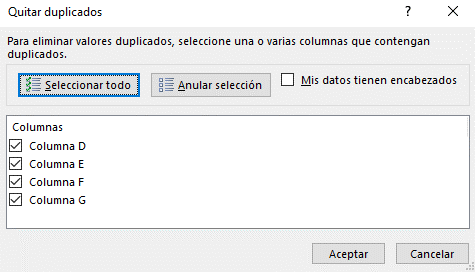 Quitar duplicados
Para eliminar valores duplicados, seleccione una o varias columnas que contengan
duplicados.
Seleccionar todo
Anular selección
Mis datos tienen encabezados
Columnas
Columna D
Columna E
Columna F
Columna G
Aceptar
Cancelar